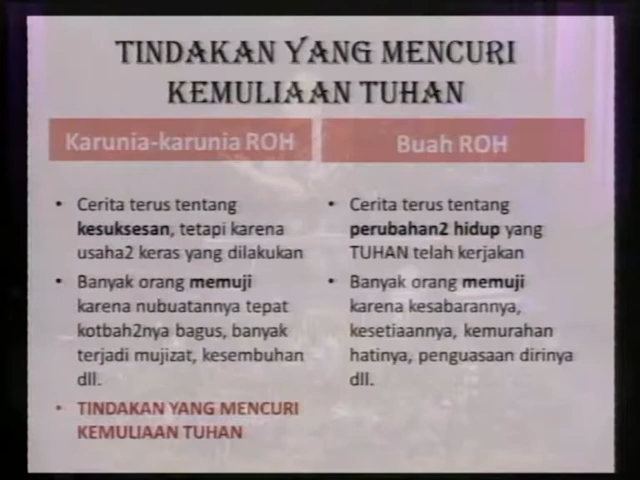 TINDAKAN YANG MENCURI
KEMULIAAN TUHAN
Karunia-karunia ROH
Buah ROH
• Cerita terus tentang
kesuksesan, tetapi karena
usaha2 keras yang dilakukan
• Banyak orang memuji
karena nubuatannya tepat
kotbah2nya bagus, banyak
terjadi mujizat, kesembuhan
dll.
• TINDAKAN YANG MENCURI
KEMULIAAN TUHAN
• Cerita terus tentang
perubahan2 hidup yang
TUHAN telah kerjakan
• Banyak orang memuji
karena kesabarannya,
kesetiaannya, kemurahan
hatinya, penguasaan dirinya
dll.